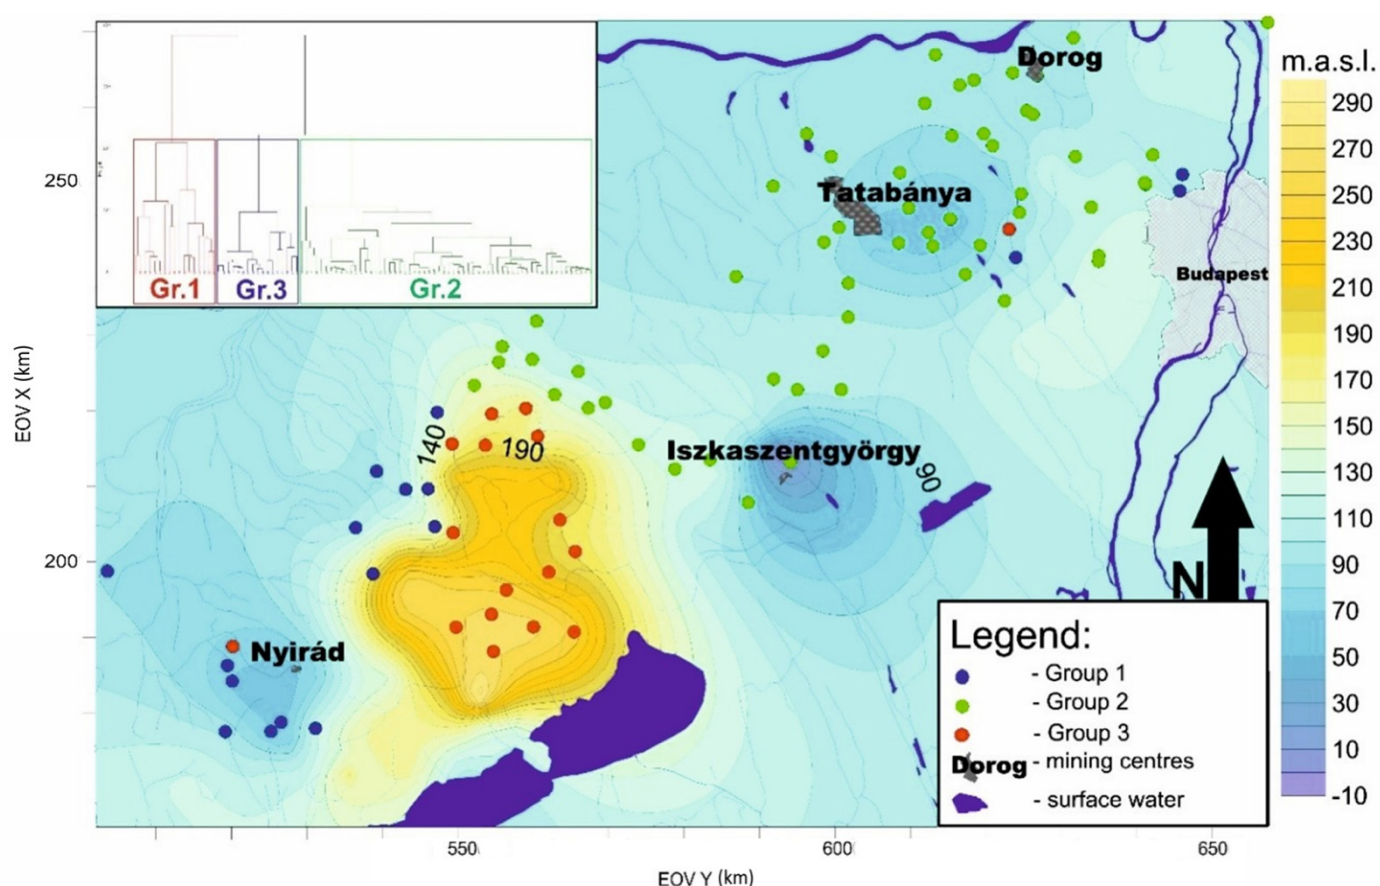 Gr.1
Gr.3
Gr.2
Dorog
m.a.s.l.
290
270
250
230
210
190
170
150
130
110
90
70
50
30
10
-10
250
Tatabánya
Budapest
EOV X (km)
140
190
Iszkaszentgyörgy
90
200
N
Nyirád
Legend:
- Group 1
- Group 2
- Group 3
Dorog - mining centres
- surface water
550
600
650
EOV Y (km)